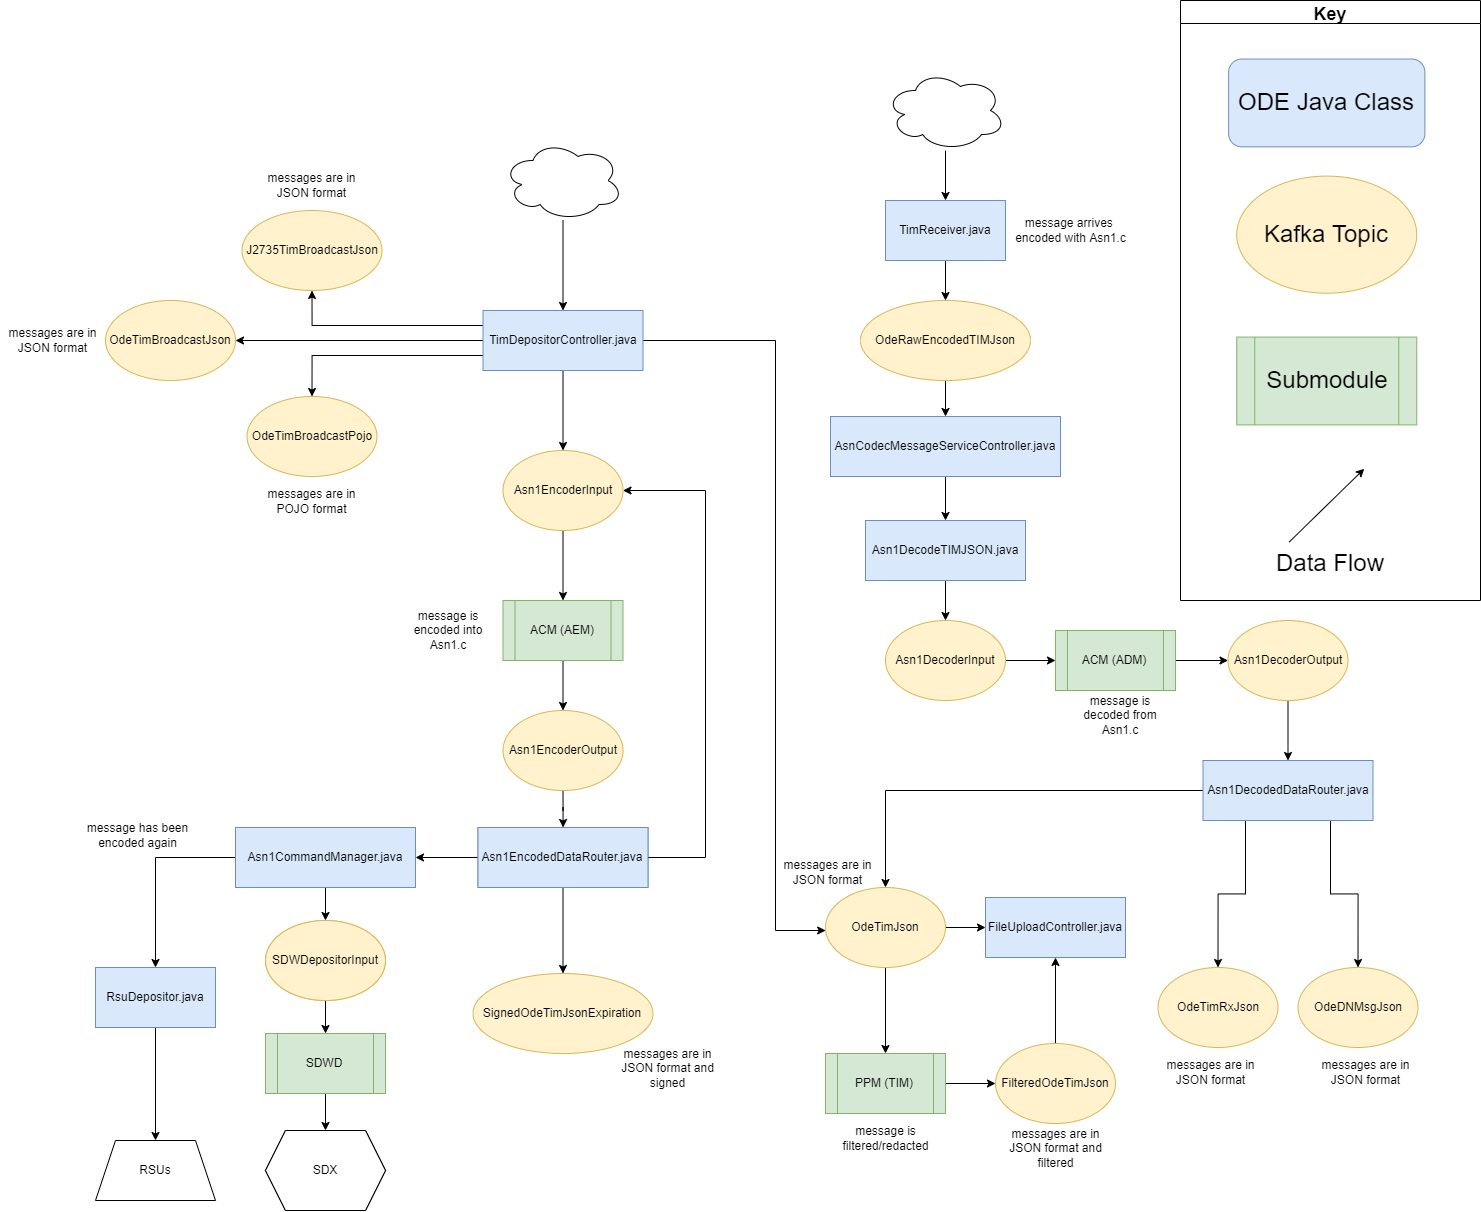 Key
ODE Java Class
Kafka Topic
Submodule
Data Flow
messages are in
JSON format
J2735TimBroadcastJson
messages are in
JSON format
OdeTimBroadcastJson
TimDepositorController.java
OdeTimBroadcastPojo
messages are in
POJO format
Asn1EncoderInput
message is
encoded into
Asn1.c
ACM (AEM)
Asn1EncoderOutput
message has been
encoded again
Asn1CommandManager.java
Asn1EncodedDataRouter.java
SDWDepositorInput
RsuDepositor.java
SignedOdeTimJsonExpiration
messages are in
JSON format and
signed
SDWD
RSUs
SDX
TimReceiver.java
message arrives
encoded with Asn1.c
OdeRawEncodedTIMJson
AsnCodecMessageServiceController.java
Asn1DecodeTIMJSON.java
Asn1DecoderInput
ACM (ADM)
message is
decoded from
Asn1.c
Asn1DecoderOutput
Asn1DecodedDataRouter.java
messages are in
JSON format
OdeTimJson
FileUploadController.java
OdeTimRxJson
messages are in
JSON format
OdeDNMsgJson
messages are in
JSON format
PPM (TIM)
message is
filtered/redacted
FilteredOdeTimJson
messages are in
JSON format and
filtered